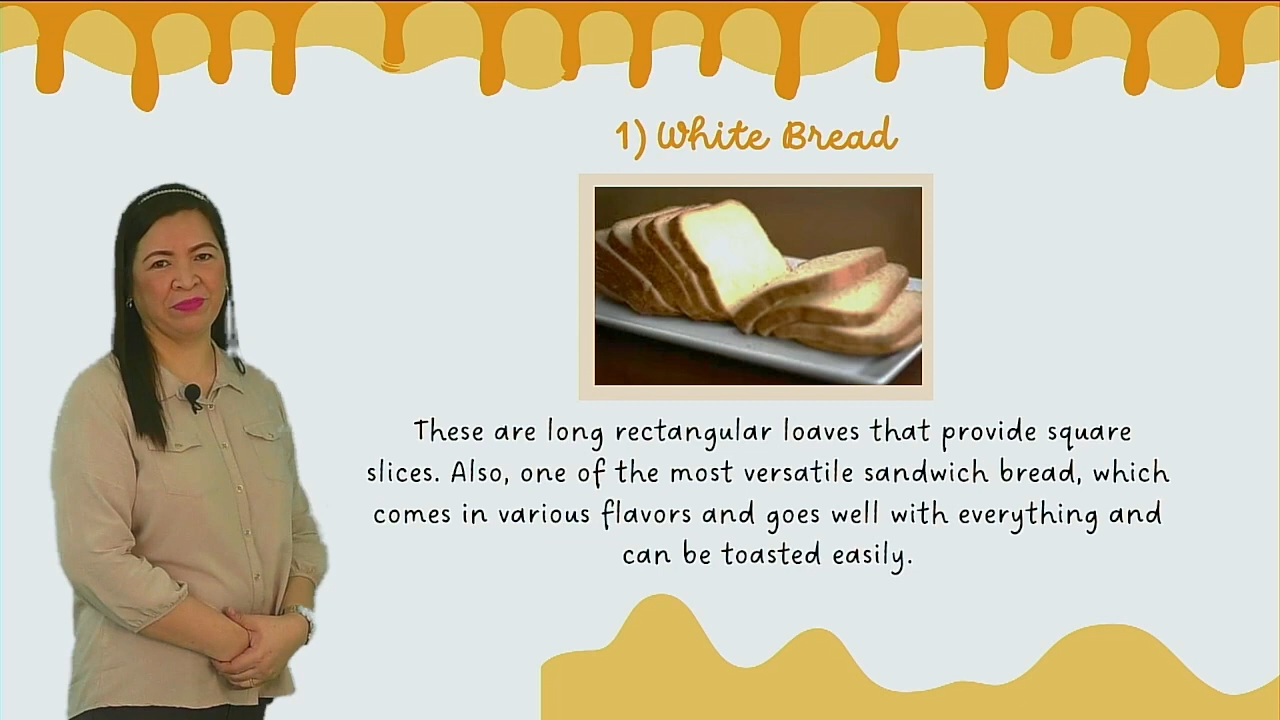 1) White Bread
These are long rectangular loaves that provide square
slices. Also, one of the most versatile sandwich bread, which
comes in various flavors and goes well with everything and
can be toasted easily.